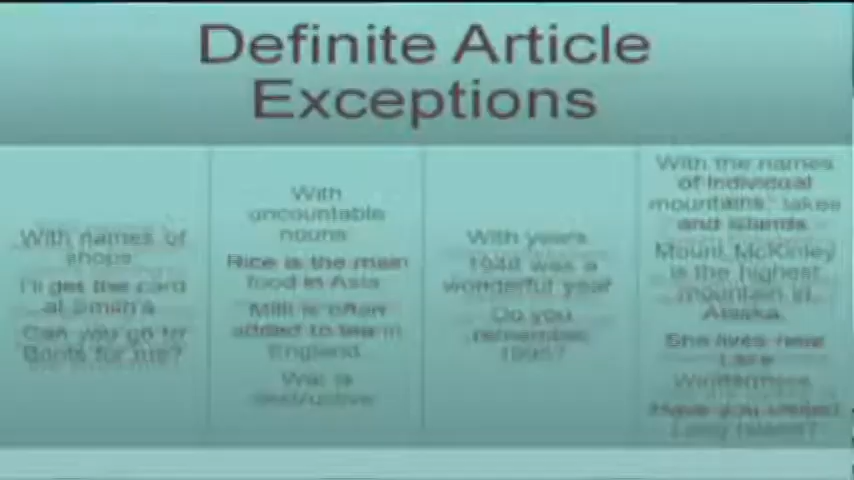 Definite Article
Exceptions
With names of
shops
I'll get the card
at Smith's
Can you go to
Boots for me?
With
uncountable
nouns
Rice is the main
food in Asia
Milk is often
added to tea in
England
War is
destructive
With years
1948 was a
wonderful year
Do you
remember
With the names
of individual
mountains, lakes
and islands
Mount McKinley
is the highest
mountain in
Alaska
She lives near
Lake
Windermere
Have you visited
Long Island?